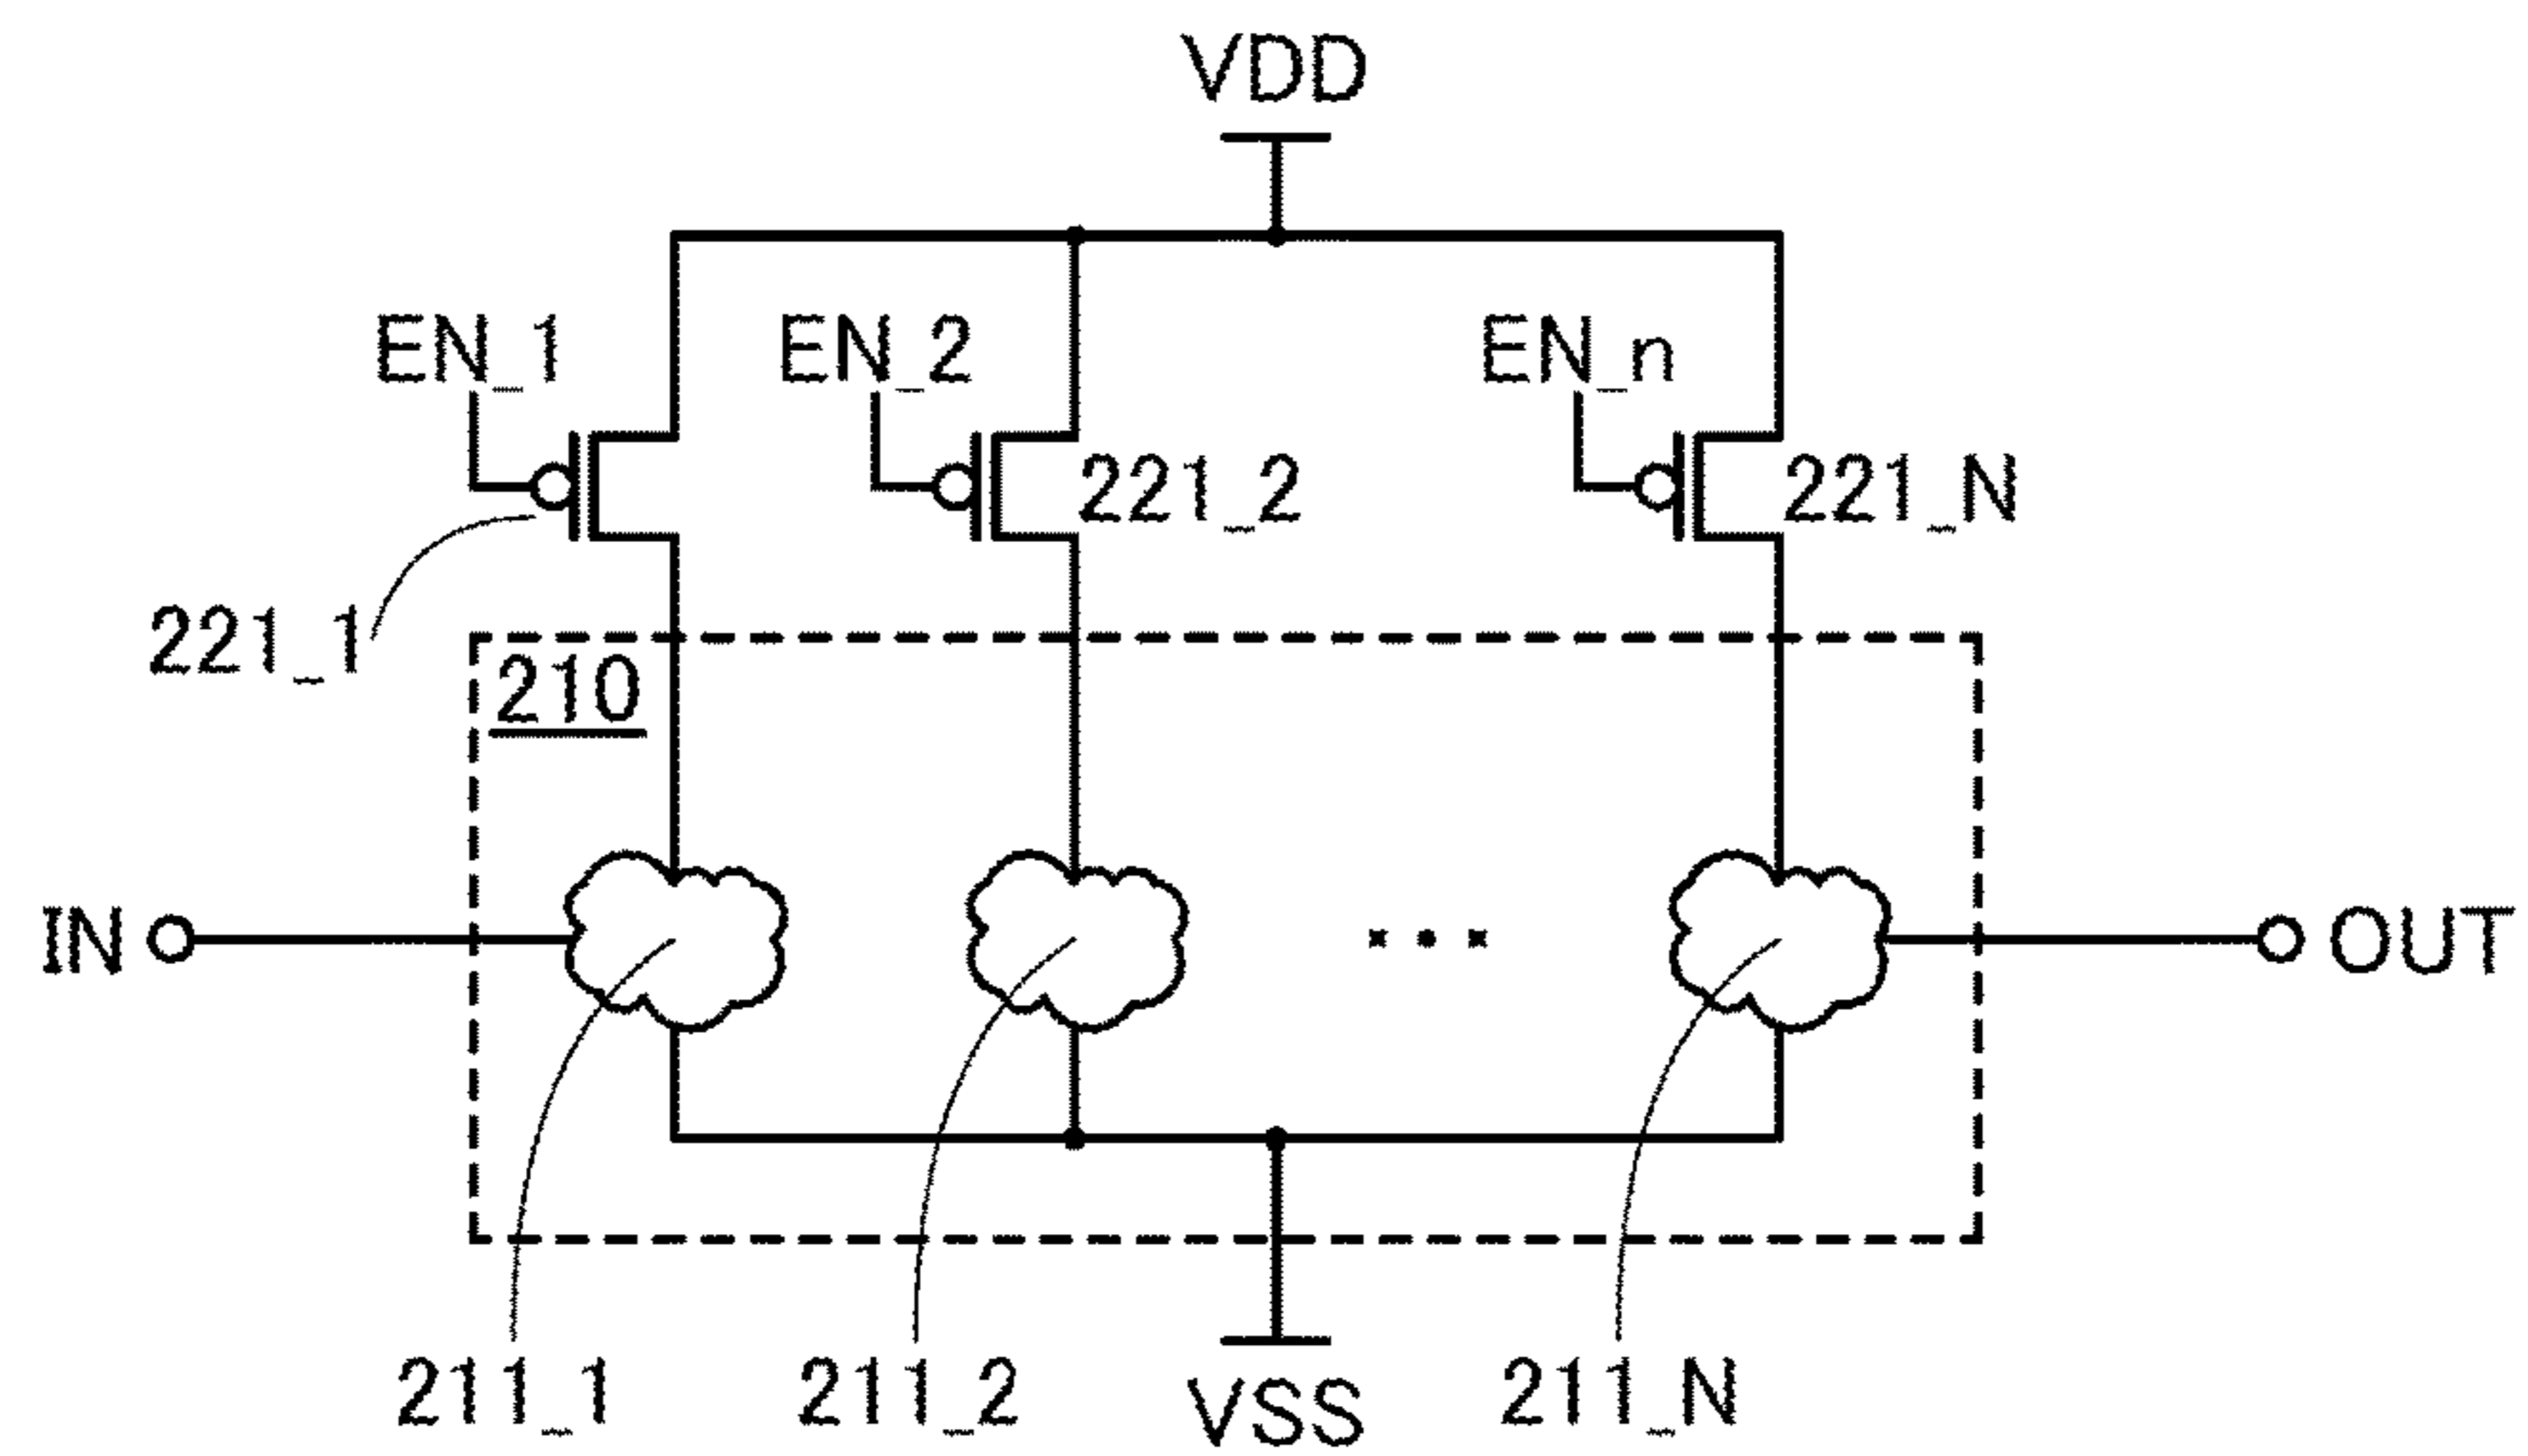 VDD
EN_1
EN_2
EN_n
221_2
221_N
221_1
210
IN
OUT
211_1
211_2
VSS
211_N